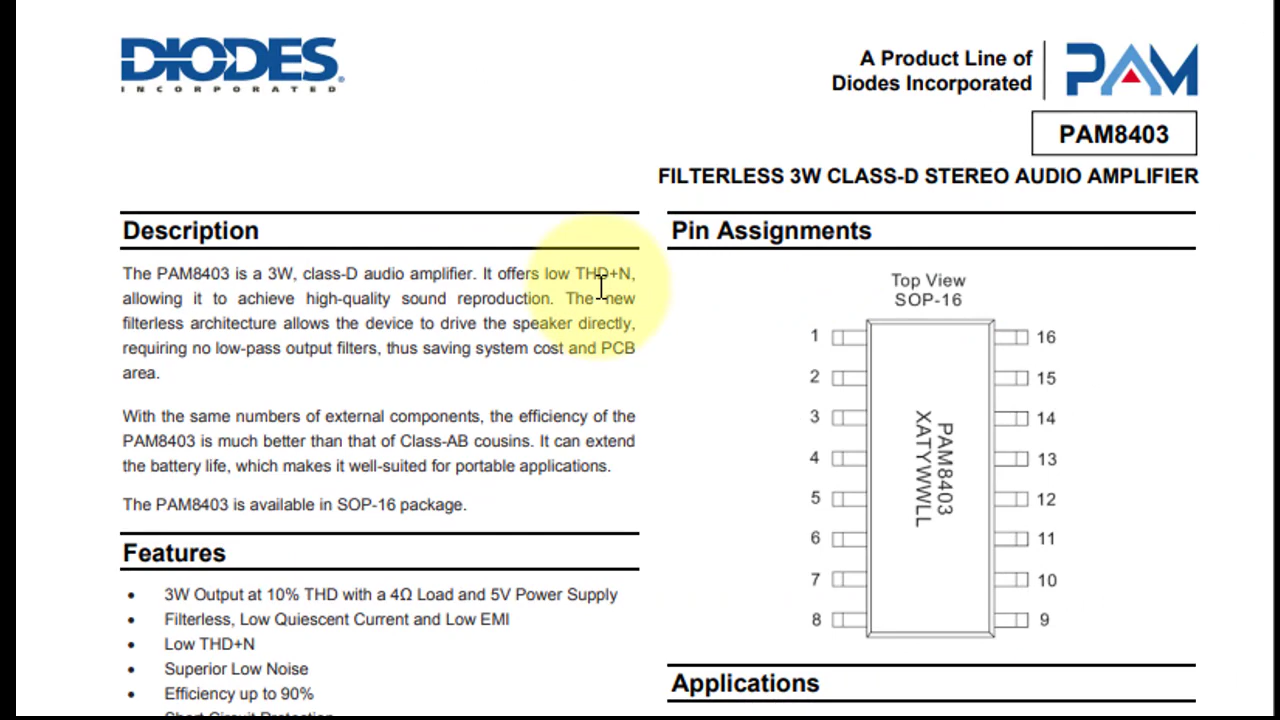 DIODES
INCORPORATED
A Product Line of
Diodes Incorporated
PAM
PAM8403
FILTERLESS 3W CLASS-D STEREO AUDIO AMPLIFIER
Description
The PAM8403 is a 3W, class-D audio amplifier. It offers low THD+N,
allowing it to achieve high-quality sound reproduction. The new
filterless architecture allows the device to drive the speaker directly,
requiring no low-pass output filters, thus saving system cost and PCB
area.
With the same numbers of external components, the efficiency of the
PAM8403 is much better than that of Class-AB cousins. It can extend
the battery life, which makes it well-suited for portable applications.
The PAM8403 is available in SOP-16 package.
Features
• 3W Output at 10% THD with a 4Ω Load and 5V Power Supply
• Filterless, Low Quiescent Current and Low EMI
• Low THD+N
• Superior Low Noise
• Efficiency up to 90%
• Short Circuit Protection
Pin Assignments
Top View
SOP-16
1 16
2 15
3 14
4 13
5 12
6 11
7 10
8 9
PAM8403
XATYWWLL
Applications